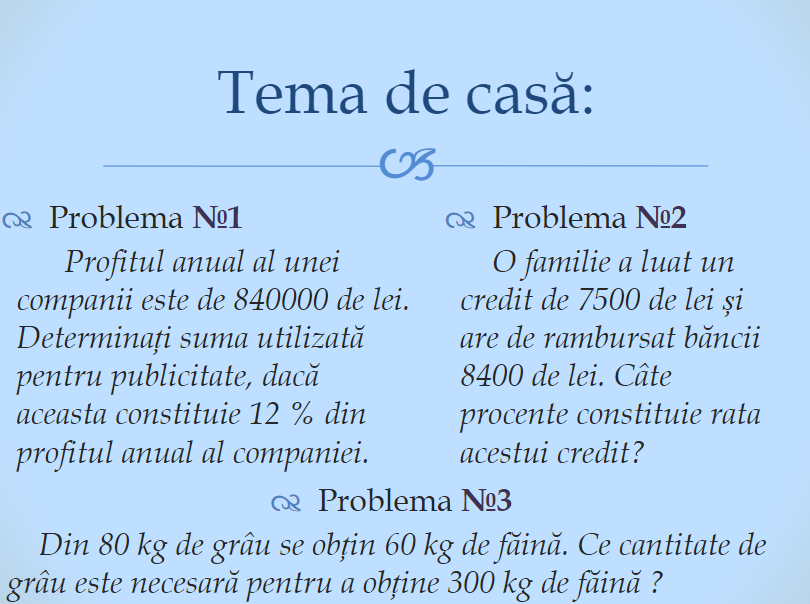 Tema de casă:
Problema №1
Profitul anual al unei
companii este de 840000 de lei.
Determinați suma utilizată
pentru publicitate, dacă
aceasta constituie 12 % din
profitul anual al companiei.
Problema №2
O familie a luat un
credit de 7500 de lei și
are de rambursat băncii
8400 de lei. Câte
procente constituie rata
acestui credit?
Problema №3
Din 80 kg de grâu se obțin 60 kg de făină. Ce cantitate de
grâu este necesară pentru a obține 300 kg de făină ?